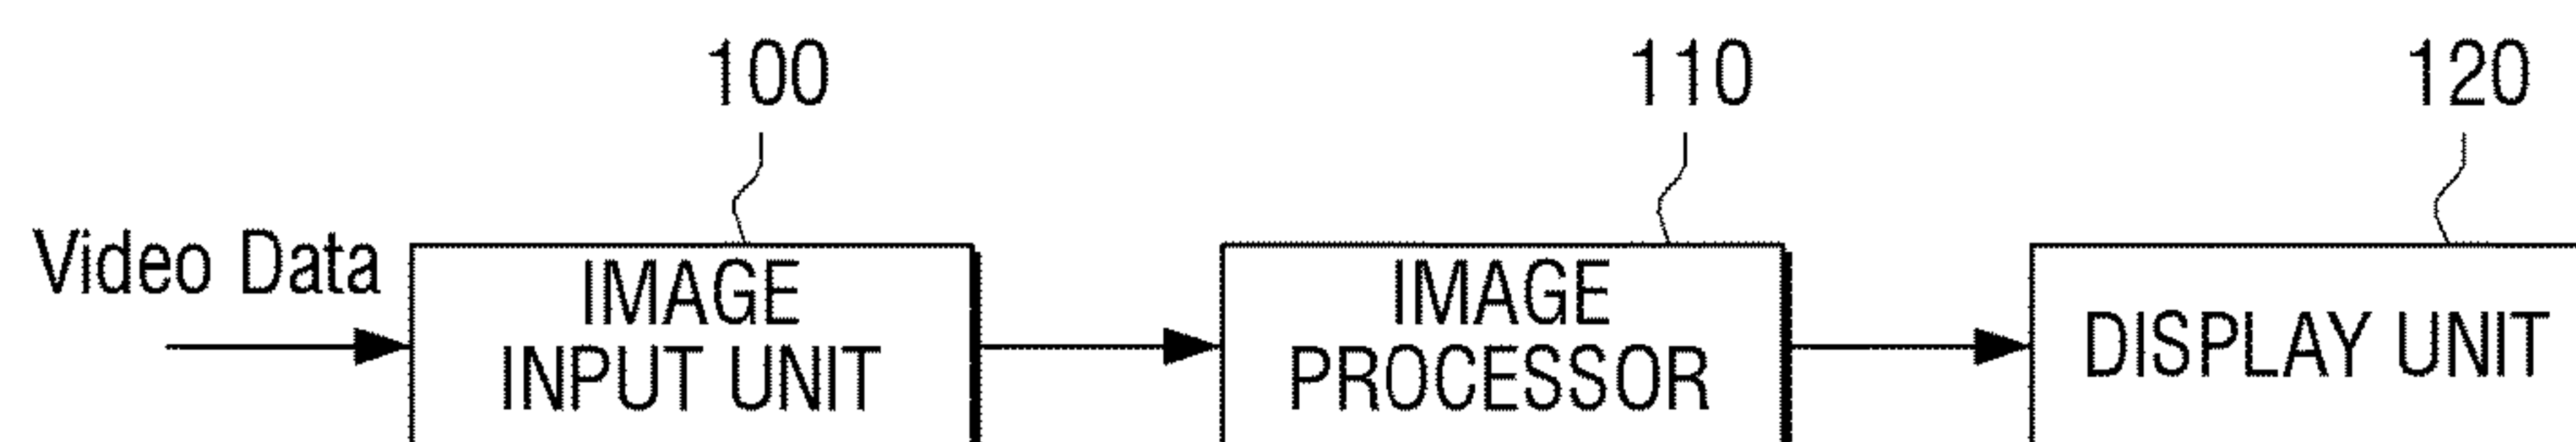 100
110
120
Video Data
IMAGE
INPUT UNIT
IMAGE
PROCESSOR
DISPLAY UNIT